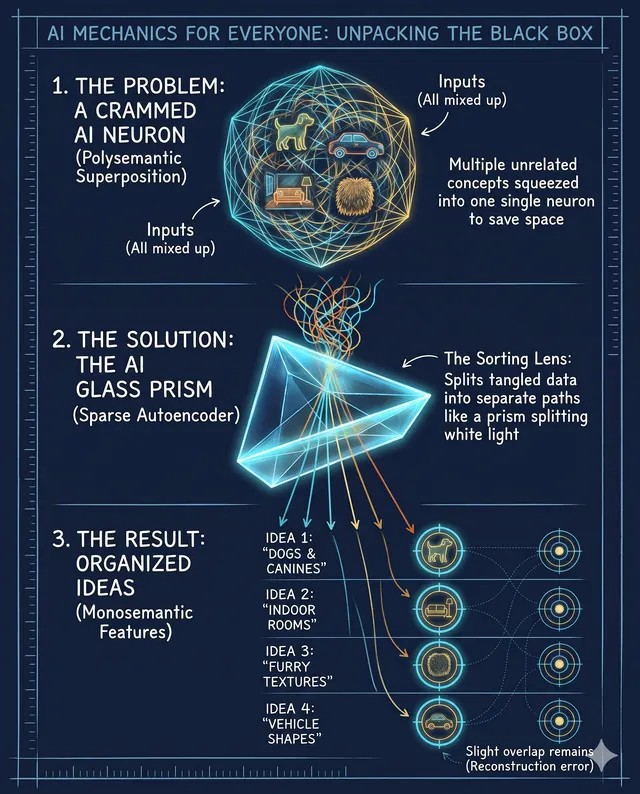 AI MECHANICS FOR EVERYONE: UNPACKING THE BLACK BOX
1. THE PROBLEM:
A CRAMMED
AI NEURON
(Polysemantic
Superposition)
Inputs
(All mixed up)
Multiple unrelated
concepts squeezed
into one single neuron
to save space
Inputs
(All mixed up)
2. THE SOLUTION:
THE AI
GLASS PRISM
(Sparse Autoencoder)
The Sorting Lens:
Splits tangled data
into separate paths
like a prism splitting
white light
3. THE RESULT:
ORGANIZED
IDEAS
(Monosemantic
Features)
IDEA 1:
"DOGS &
CANINES"
IDEA 2:
"INDOOR
ROOMS"
IDEA 3:
"FURRY
TEXTURES"
IDEA 4:
"VEHICLE
SHAPES"
Slight overlap remains
(Reconstruction error)